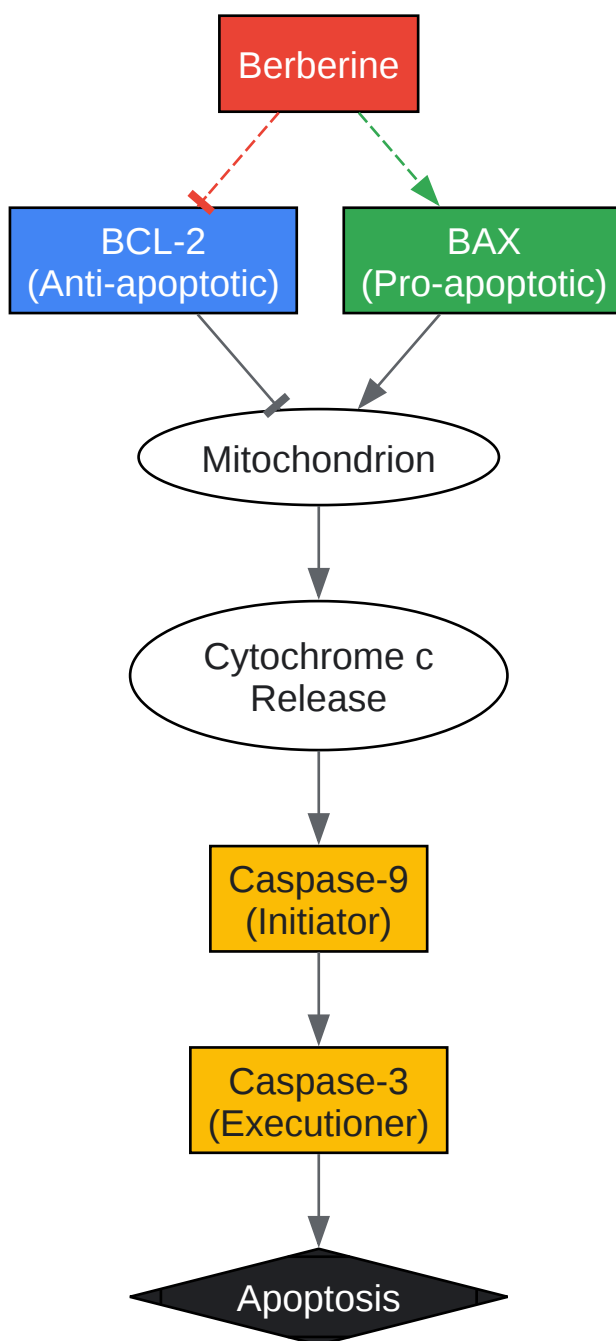 Berberine
BCL-2
(Anti-apoptotic)
BAX
(Pro-apoptotic)
Mitochondrion
Cytochrome c
Release
Caspase-9
(Initiator)
Caspase-3
(Executioner)
Apoptosis